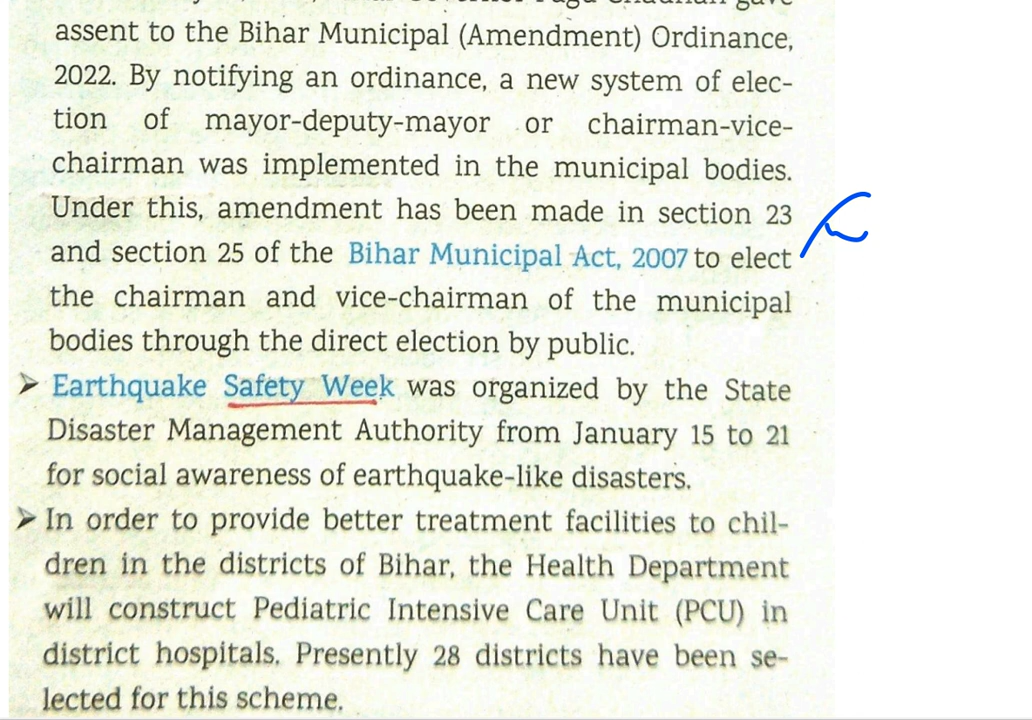 assent to the Bihar Municipal (Amendment) Ordinance,
2022. By notifying an ordinance, a new system of elec-
tion of mayor-deputy-mayor or chairman-vice-
chairman was implemented in the municipal bodies.
Under this, amendment has been made in section 23
and section 25 of the Bihar Municipal Act, 2007 to elect
the chairman and vice-chairman of the municipal
bodies through the direct election by public.
➤ Earthquake Safety Week was organized by the State
Disaster Management Authority from January 15 to 21
for social awareness of earthquake-like disasters.
➤ In order to provide better treatment facilities to chil-
dren in the districts of Bihar, the Health Department
will construct Pediatric Intensive Care Unit (PCU) in
district hospitals. Presently 28 districts have been se-
lected for this scheme.